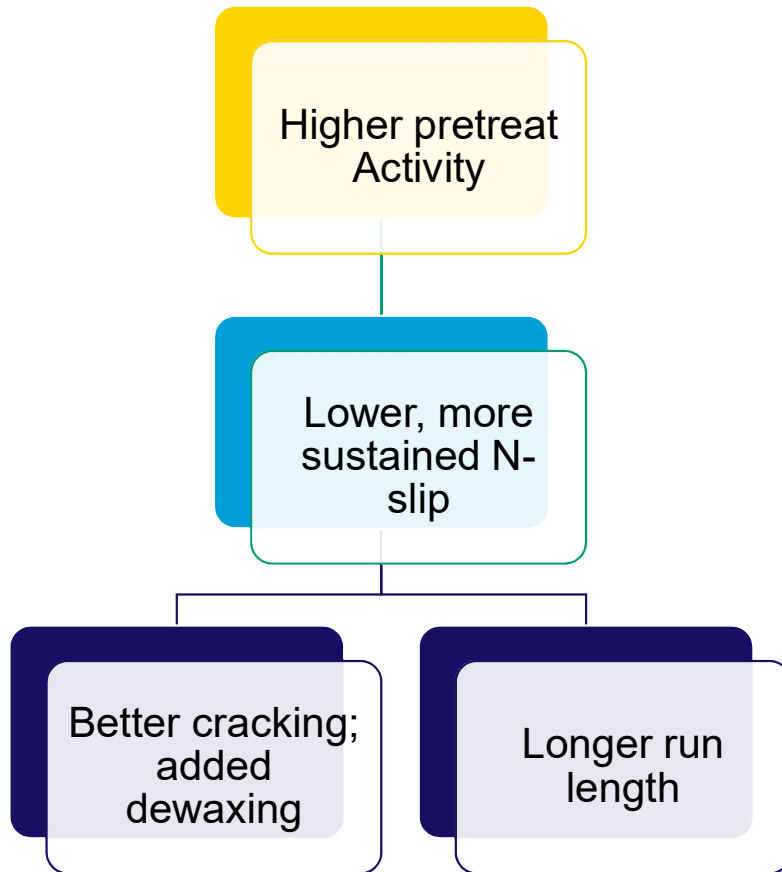 Higher pretreat
Activity
Lower, more
sustained N-
slip
Better cracking;
added
dewaxing
Longer run
length